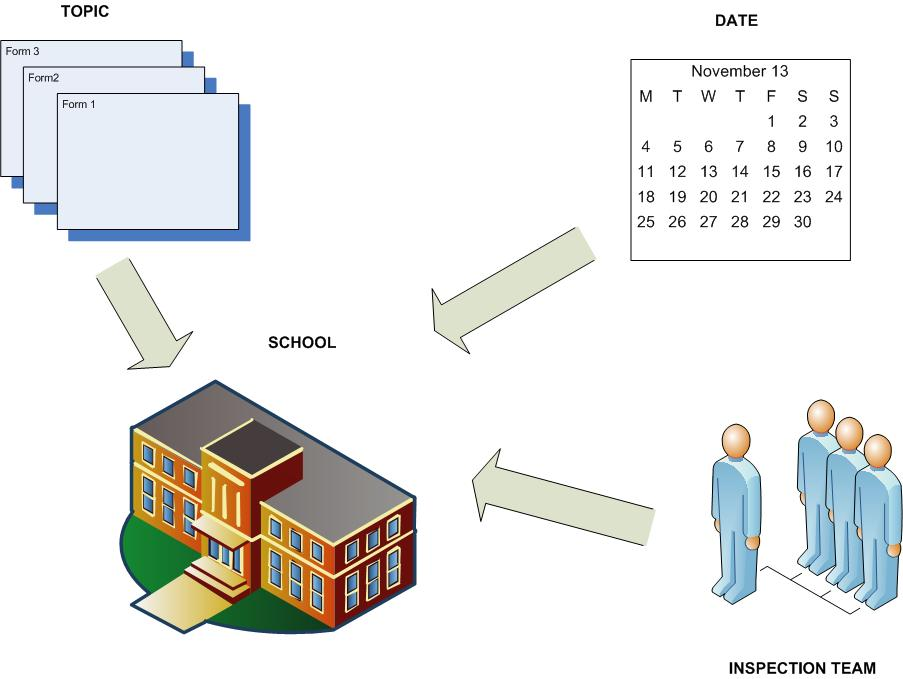 TOPIC
Form 3
Form2
Form 1
DATE
November 13
M T W T F S S
1 2 3
4 5 6 7 8 9 10
11 12 13 14 15 16 17
18 19 20 21 22 23 24
25 26 27 28 29 30
SCHOOL
INSPECTION TEAM